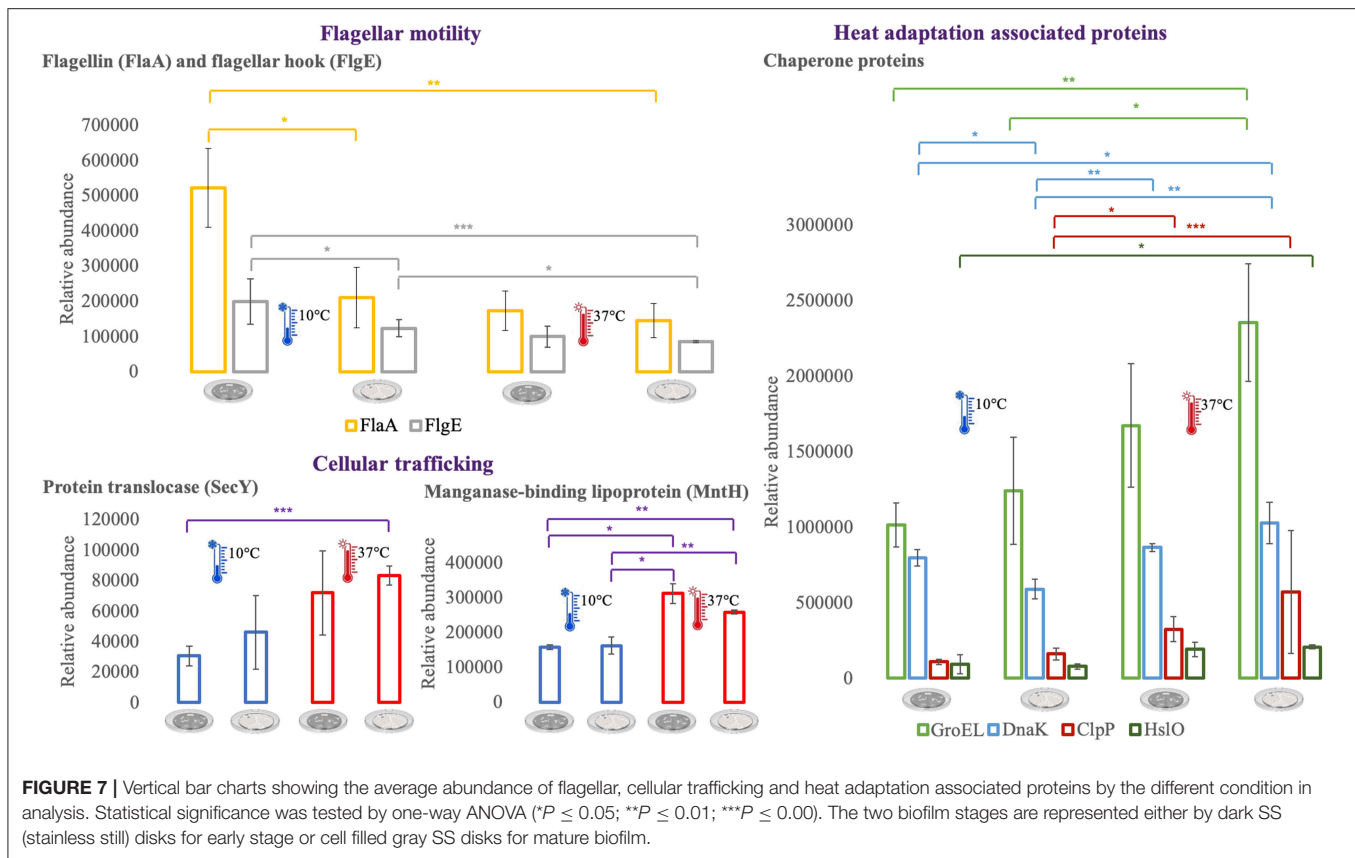 Flagellar motility
Flagellin (FlaA) and flagellar hook (FlgE)
**
*
***
*
*
Relative abundance
700000
600000
500000
400000
300000
200000
100000
0
10°C
37°C
FlaA FlgE
Cellular trafficking
Protein translocase (SecY)
***
Relative abundance
120000
100000
80000
60000
40000
20000
0
10°C
37°C
Manganase-binding lipoprotein (MntH)
**
*
**
*
Relative abundance
400000
300000
200000
100000
0
10°C
37°C
Heat adaptation associated proteins
Chaperone proteins
**
*
*
*
**
**
*
***
*
Relative abundance
3000000
2500000
2000000
1500000
1000000
500000
0
10°C
37°C
GroEL DnaK ClpP HslO
FIGURE 7 | Vertical bar charts showing the average abundance of flagellar, cellular trafficking and heat adaptation associated proteins by the different condition in
analysis. Statistical significance was tested by one-way ANOVA (*P ≤ 0.05; **P ≤ 0.01; ***P ≤ 0.00). The two biofilm stages are represented either by dark SS
(stainless still) disks for early stage or cell filled gray SS disks for mature biofilm.